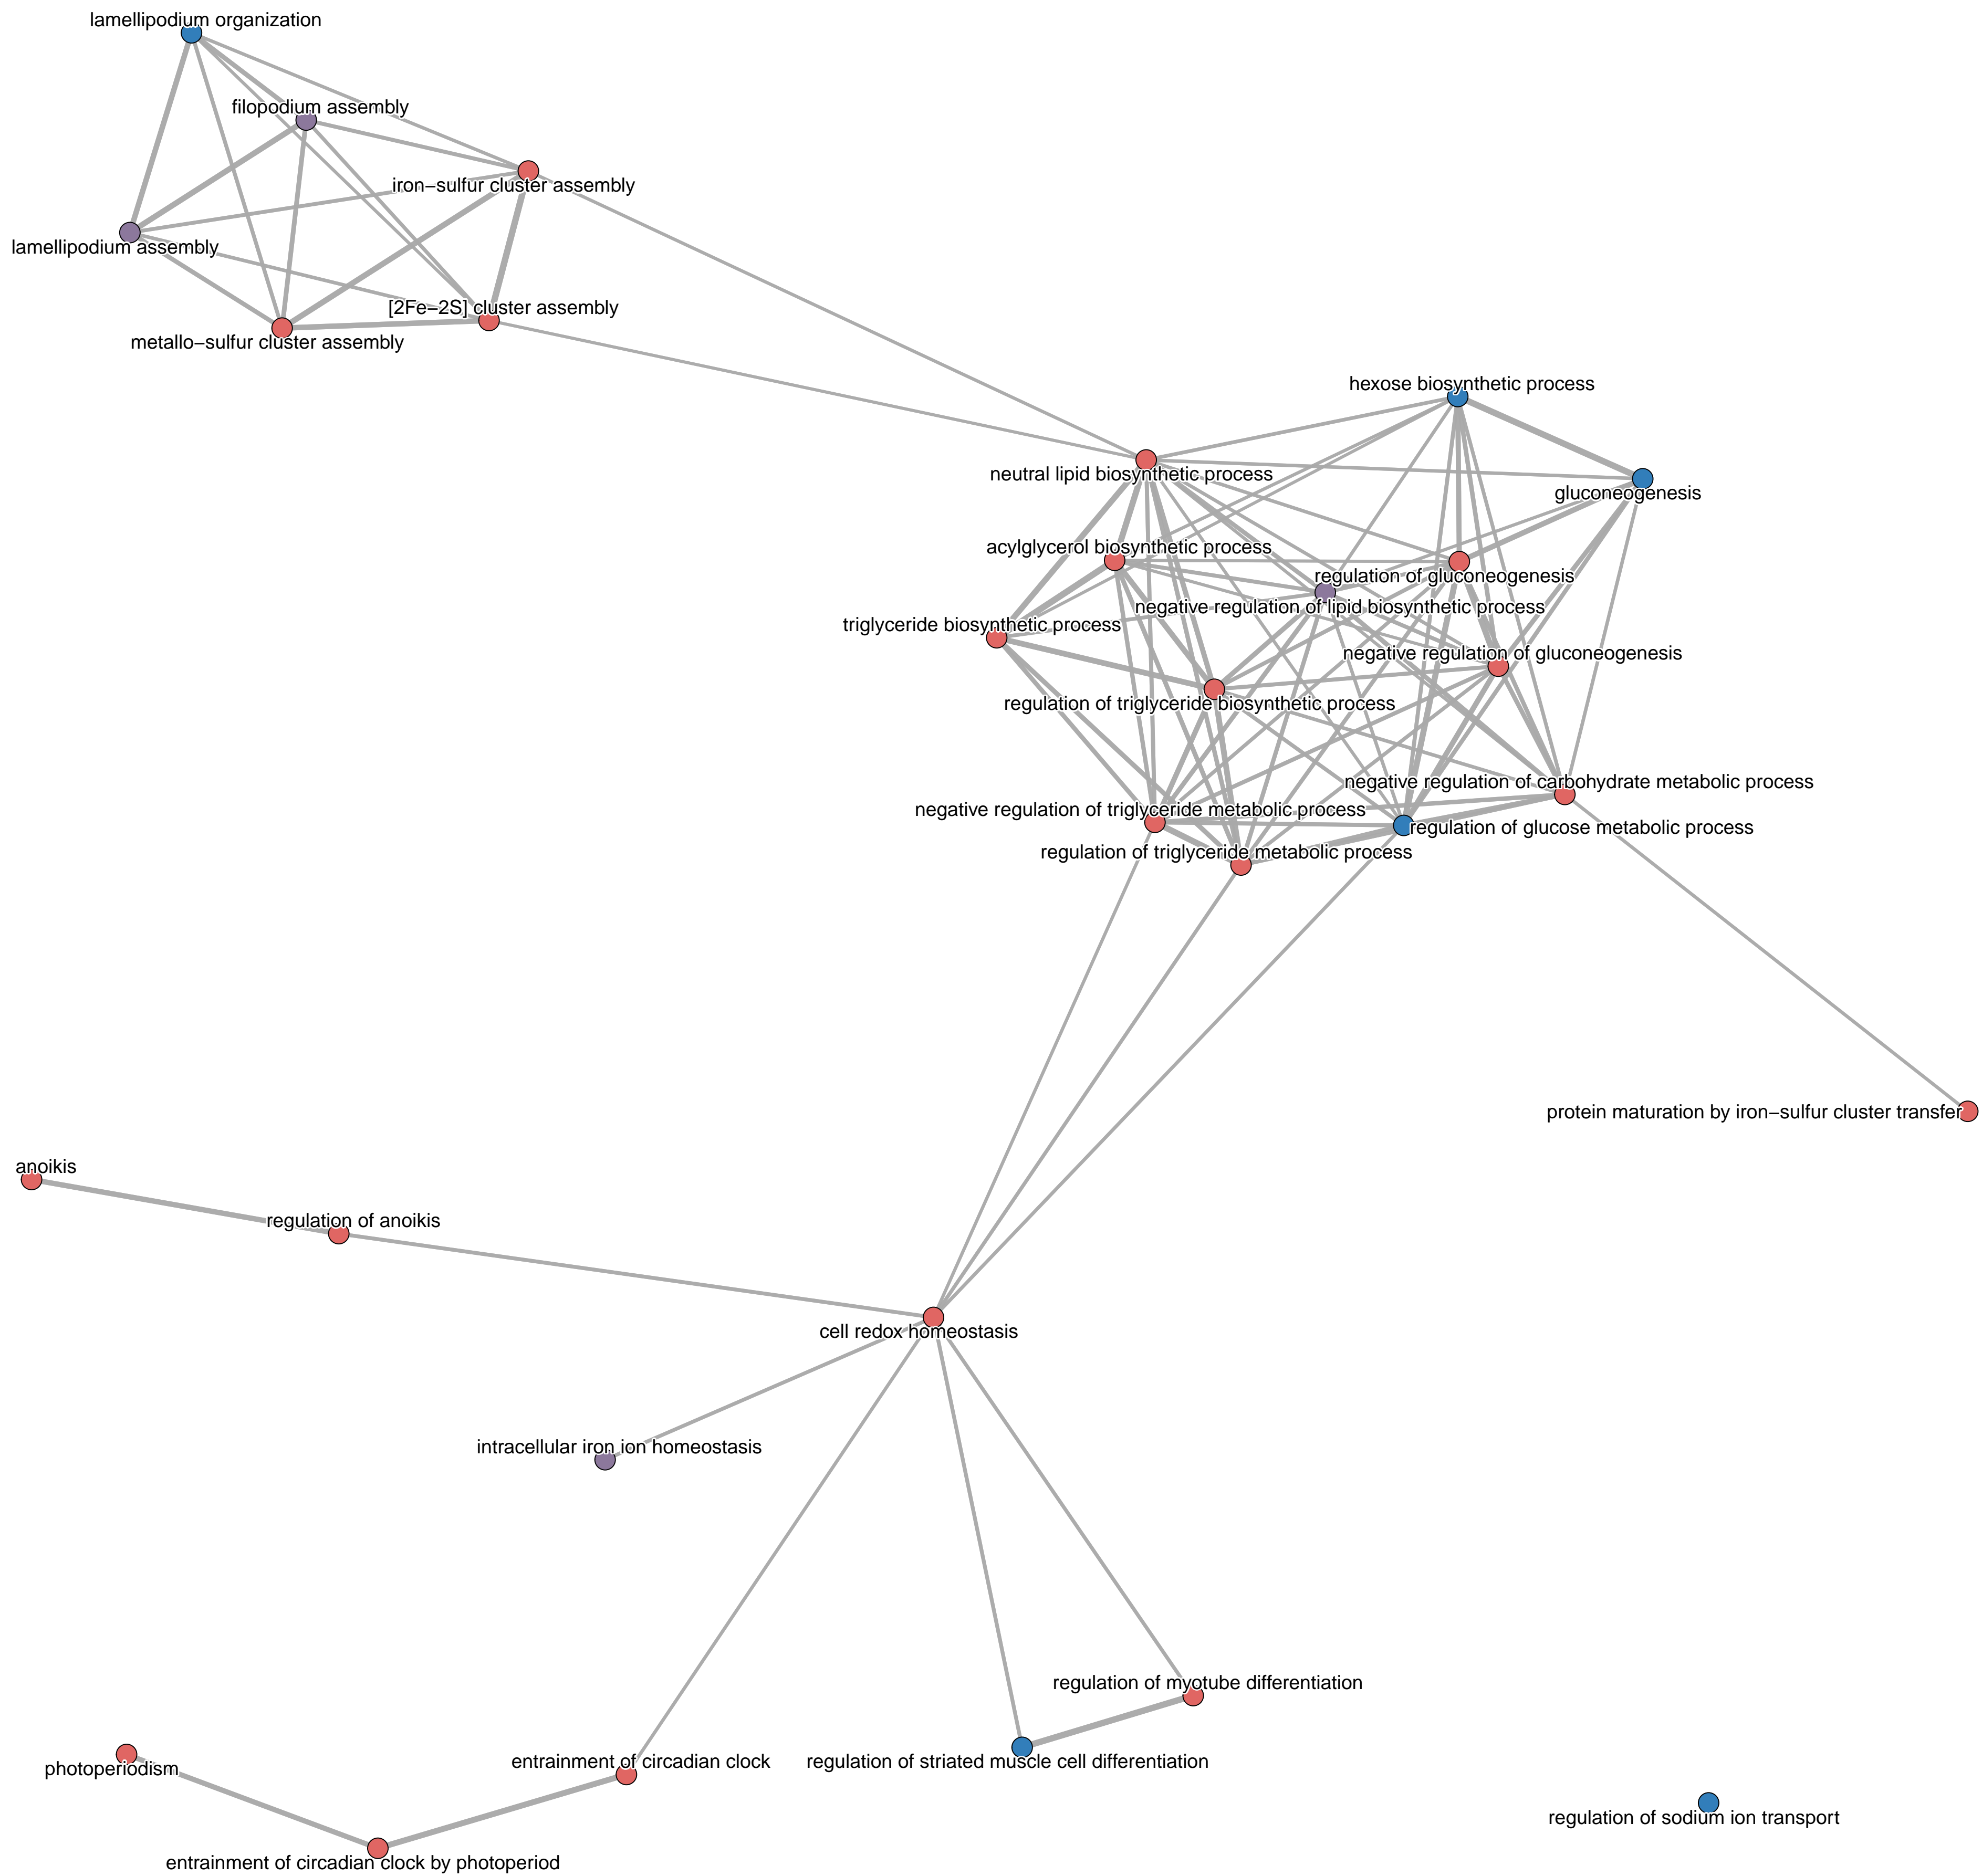 lamellipodium organization
filopodium assembly
iron−sulfur cluster assembly
lamellipodium assembly
[2Fe−2S] cluster assembly
metallo−sulfur cluster assembly
hexose biosynthetic process
neutral lipid biosynthetic process
gluconeogenesis
acylglycerol biosynthetic process
regulation of gluconeogenesis
negative regulation of lipid biosynthetic process
triglyceride biosynthetic process
negative regulation of gluconeogenesis
regulation of triglyceride biosynthetic process
negative regulation of carbohydrate metabolic process
negative regulation of triglyceride metabolic process
regulation of glucose metabolic process
regulation of triglyceride metabolic process
protein maturation by iron−sulfur cluster transfer
anoikis
regulation of anoikis
cell redox homeostasis
intracellular iron ion homeostasis
regulation of myotube differentiation
entrainment of circadian clock
regulation of striated muscle cell differentiation
photoperiodism
regulation of sodium ion transport
entrainment of circadian clock by photoperiod